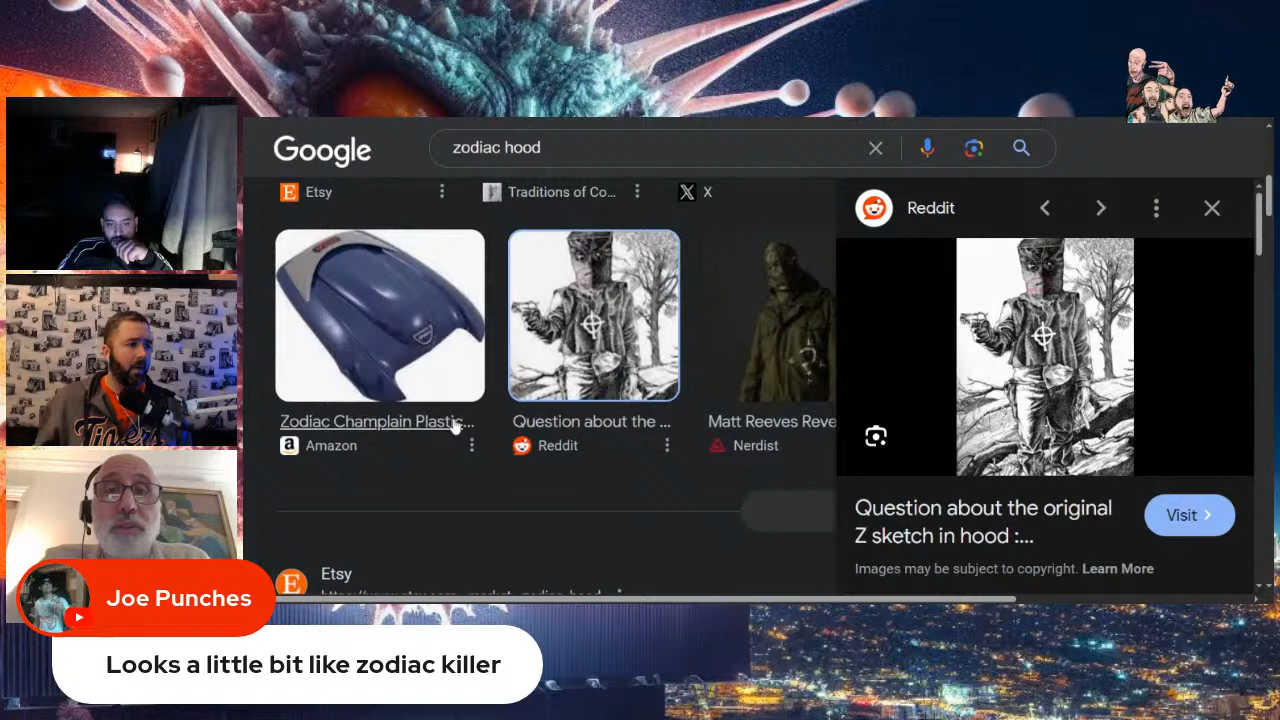 Google
zodiac hood
Etsy
Traditions of Co...
X
Reddit
Zodiac Champlain Plastic...
Amazon
Question about the ...
Reddit
Matt Reeves Reve
Nerdist
Question about the original
Z sketch in hood :...
Visit
Images may be subject to copyright. Learn More
Etsy
Tigers
Joe Punches
Looks a little bit like zodiac killer